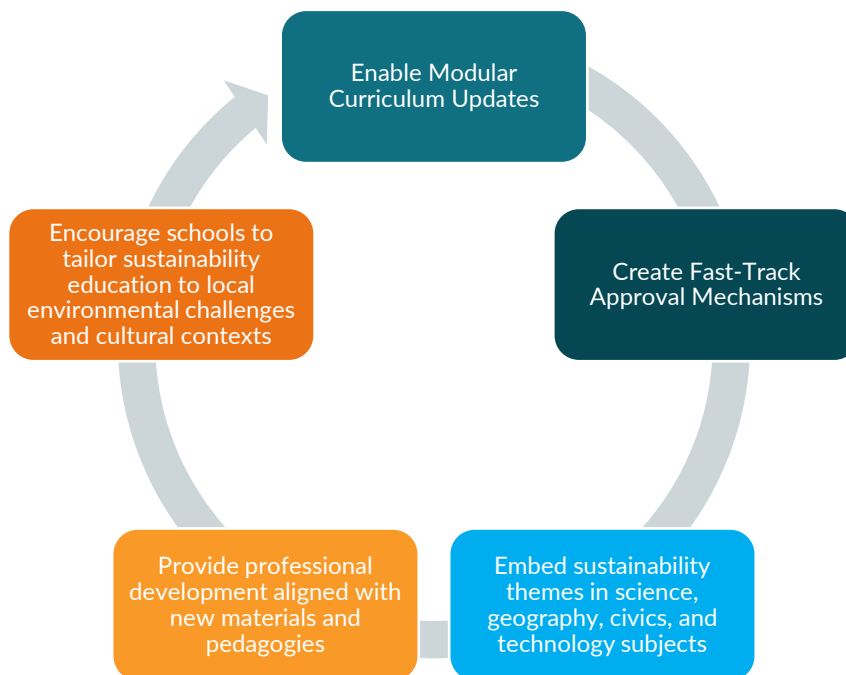 Enable Modular
Curriculum Updates
Create Fast-Track
Approval Mechanisms
Embed sustainability
themes in science,
geography, civics, and
technology subjects
Provide professional
development aligned with
new materials and
pedagogies
Encourage schools to
tailor sustainability
education to local
environmental challenges
and cultural contexts